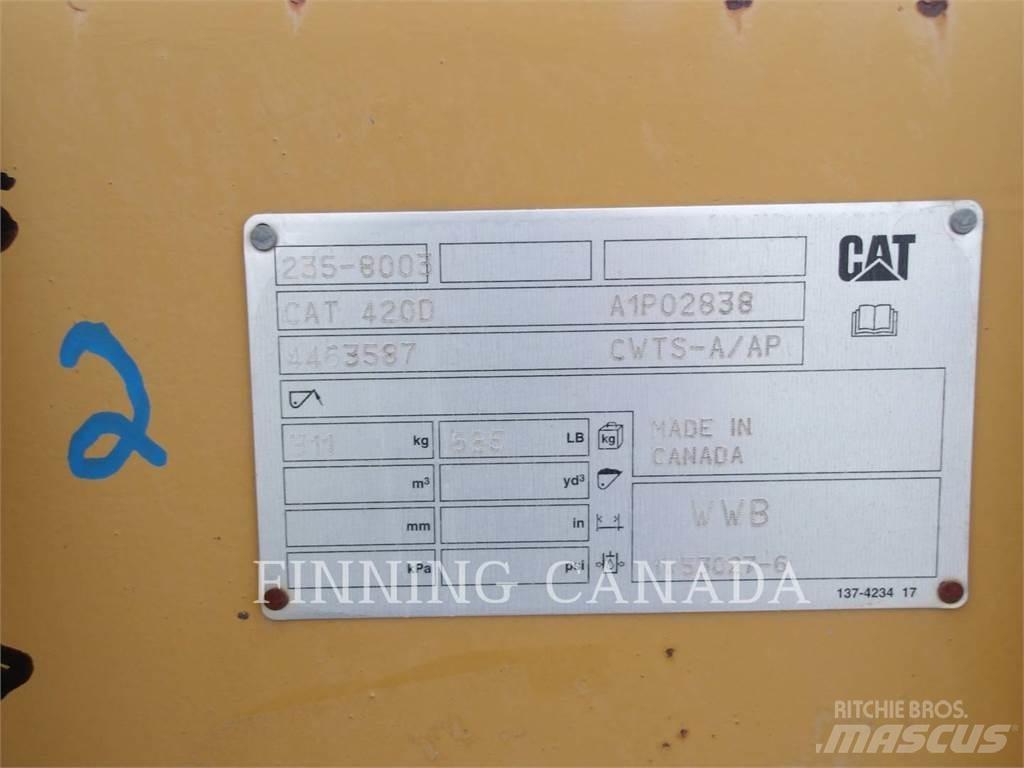 2
235-8003
CAT
CAT 420D A1P02838
4463587 CWTS-A/AP
kg LB kg
MADE IN
CANADA
m³ yd³
mm in
WWB
kPa psi
FINNING CANADA
137-4234 17
RITCHIE BROS.
MASCUS